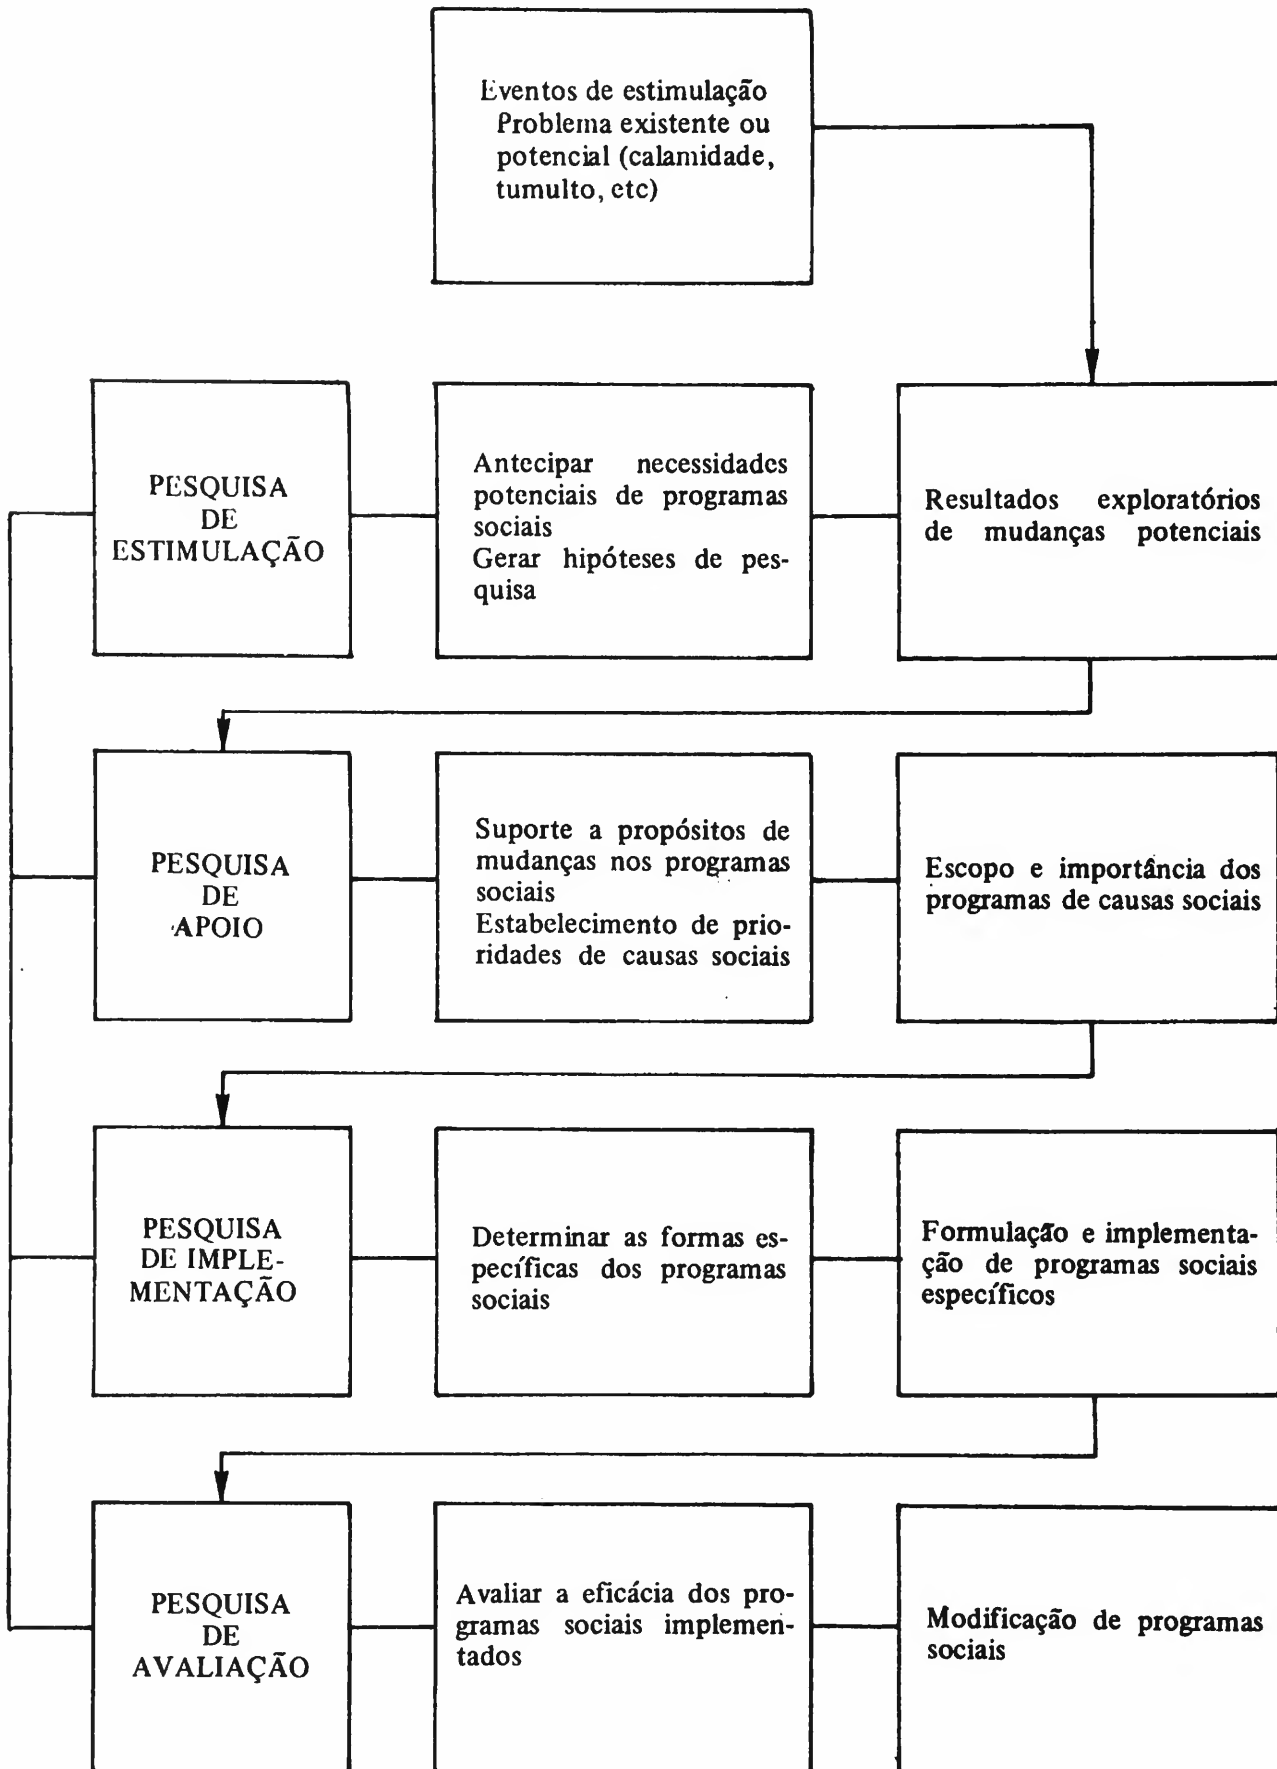 Eventos de estimulação
Problema existente ou
potencial (calamidade,
tumulto, etc)
PESQUISA
DE
ESTIMULAÇÃO
Antecipar necessidades
potenciais de programas
sociais
Gerar hipóteses de pes-
quisa
Resultados exploratórios
de mudanças potenciais
PESQUISA
DE
APOIO
Suporte a propósitos de
mudanças nos programas
sociais
Estabelecimento de prio-
ridades de causas sociais
Escopo e importância dos
programas de causas sociais
PESQUISA
DE IMPLE-
MENTAÇÃO
Determinar as formas es-
pecíficas dos programas
sociais
Formulação e implementa-
ção de programas sociais
específicos
PESQUISA
DE
AVALIAÇÃO
Avaliar a eficácia dos pro-
gramas sociais implemen-
tados
Modificação de programas
sociais